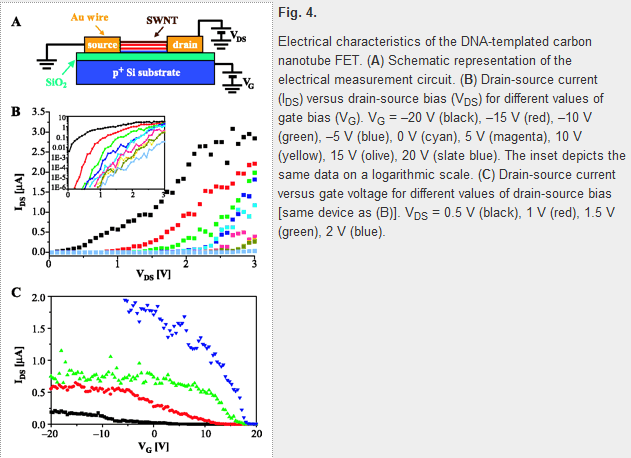 A
Au wire
SWNT
source
drain
V_DS
p+ Si substrate
SiO2
V_G
B
3.5
3.0
2.5
2.0
1.5
1.0
0.5
0.0
I_DS [µA]
10
1
0.1
0.01
1E-3
1E-4
1E-5
1E-6
0 1 2 3
0 1 2 3
V_DS [V]
C
2.0
1.5
1.0
0.5
0.0
I_DS [µA]
−20 −10 0 10 20
V_G [V]
Fig. 4.
Electrical characteristics of the DNA-templated carbon
nanotube FET. (A) Schematic representation of the
electrical measurement circuit. (B) Drain-source current
(I_DS) versus drain-source bias (V_DS) for different values of
gate bias (V_G). V_G = −20 V (black), −15 V (red), −10 V
(green), −5 V (blue), 0 V (cyan), 5 V (magenta), 10 V
(yellow), 15 V (olive), 20 V (slate blue). The inset depicts the
same data on a logarithmic scale. (C) Drain-source current
versus gate voltage for different values of drain-source bias
[same device as (B)]. V_DS = 0.5 V (black), 1 V (red), 1.5 V
(green), 2 V (blue).